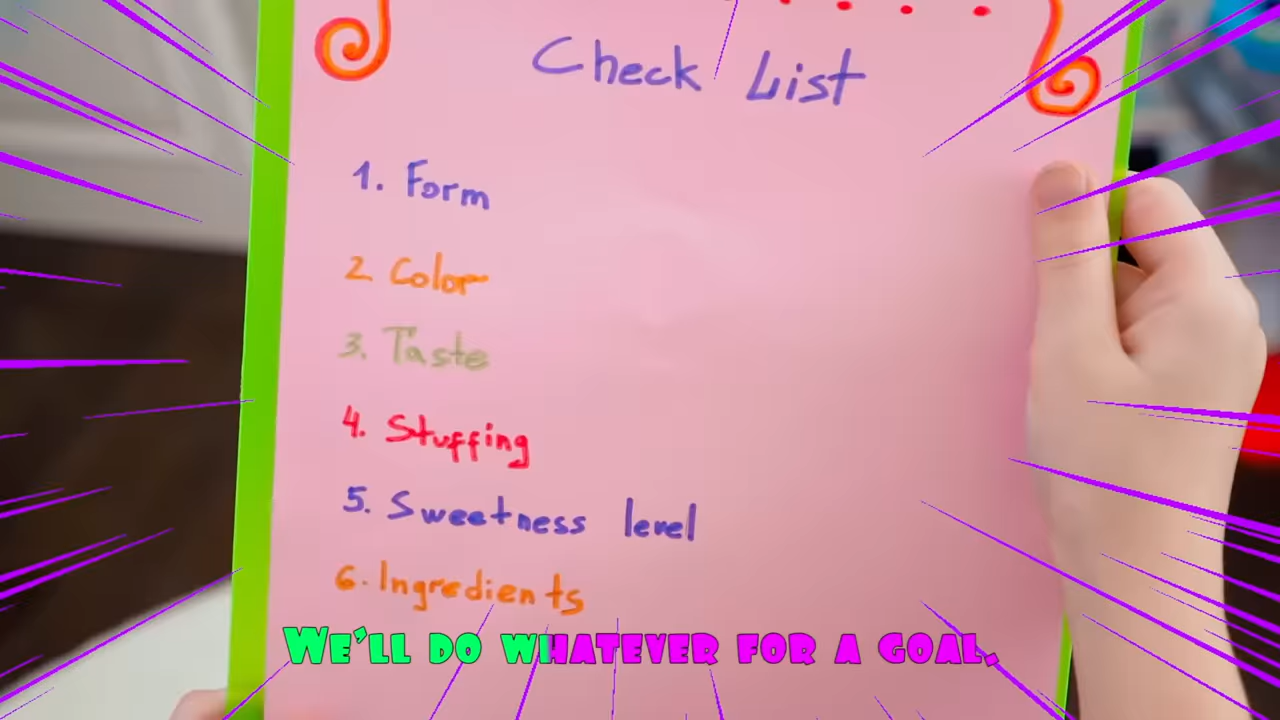 Check List
1. Form
2 Color
3. Taste
4. Stuffing
5. Sweetness level
6. Ingredients
We'll do whatever for a goal.